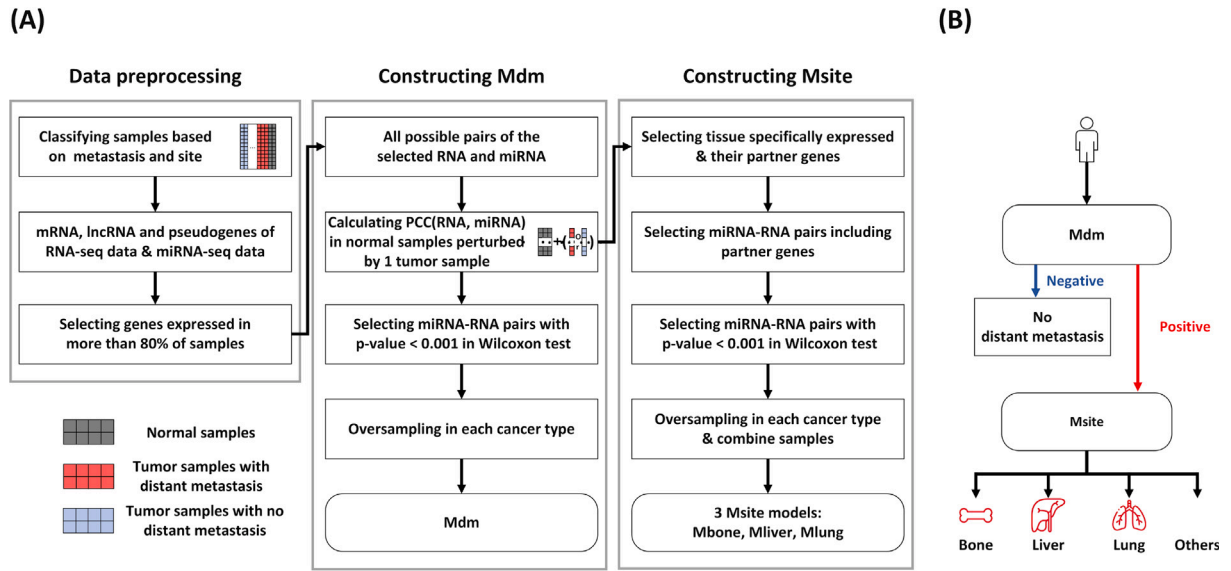 (A)
Data preprocessing
Classifying samples based
on metastasis and site
mRNA, lncRNA and pseudogenes of
RNA-seq data & miRNA-seq data
Selecting genes expressed in
more than 80% of samples
Normal samples
Tumor samples with
distant metastasis
Tumor samples with no
distant metastasis
Constructing Mdm
All possible pairs of the
selected RNA and miRNA
Calculating PCC(RNA, miRNA)
in normal samples perturbed
by 1 tumor sample
+ ( or )
Selecting miRNA-RNA pairs with
p-value < 0.001 in Wilcoxon test
Oversampling in each cancer type
Mdm
Constructing Msite
Selecting tissue specifically expressed
& their partner genes
Selecting miRNA-RNA pairs including
partner genes
Selecting miRNA-RNA pairs with
p-value < 0.001 in Wilcoxon test
Oversampling in each cancer type
& combine samples
3 Msite models:
Mbone, Mliver, Mlung
(B)
Mdm
Negative
No
distant metastasis
Positive
Msite
Bone Liver Lung Others